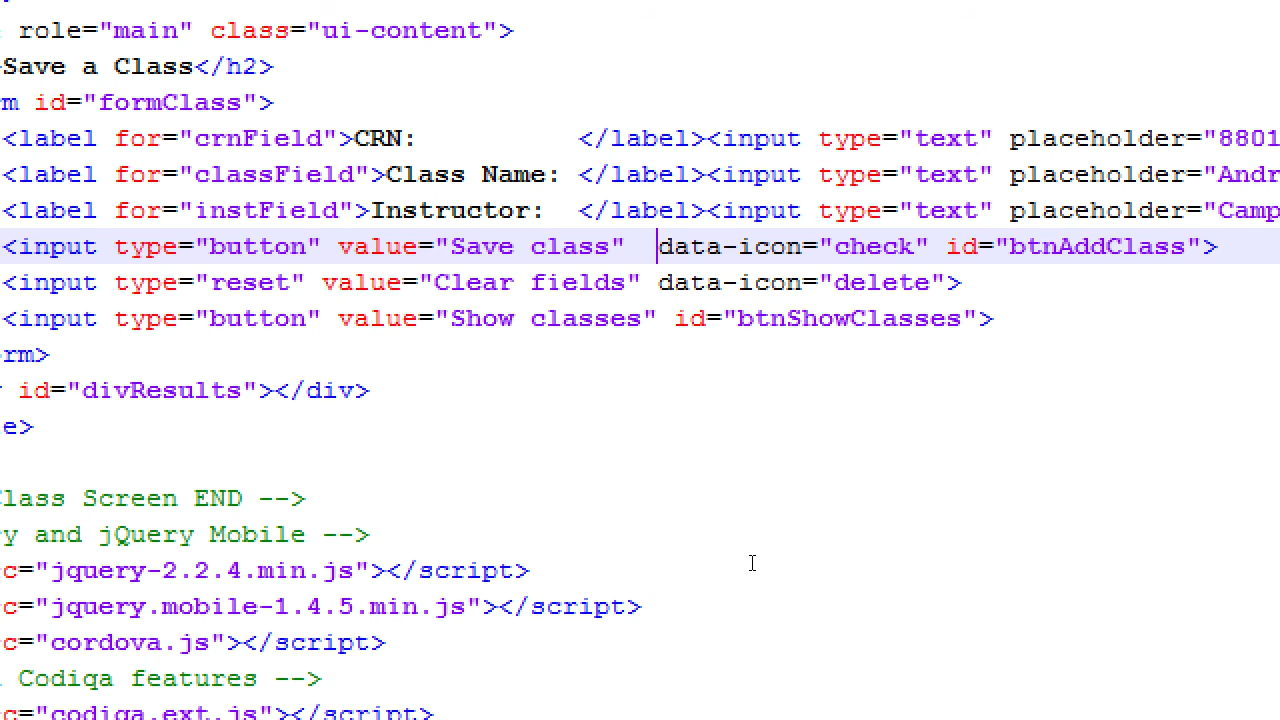 role="main" class="ui-content">
Save a Class</h2>
m id="formClass">
<label for="crnField">CRN: </label><input type="text" placeholder="8801
<label for="classField">Class Name: </label><input type="text" placeholder="Andr
<label for="instField">Instructor: </label><input type="text" placeholder="Camp
<input type="button" value="Save class" data-icon="check" id="btnAddClass">
<input type="reset" value="Clear fields" data-icon="delete">
<input type="button" value="Show classes" id="btnShowClasses">
rm>
id="divResults"></div>
e>
Class Screen END -->
y and jQuery Mobile -->
c="jquery-2.2.4.min.js"></script>
c="jquery.mobile-1.4.5.min.js"></script>
c="cordova.js"></script>
Codiqa features -->
c="codiqa.ext.js"></script>